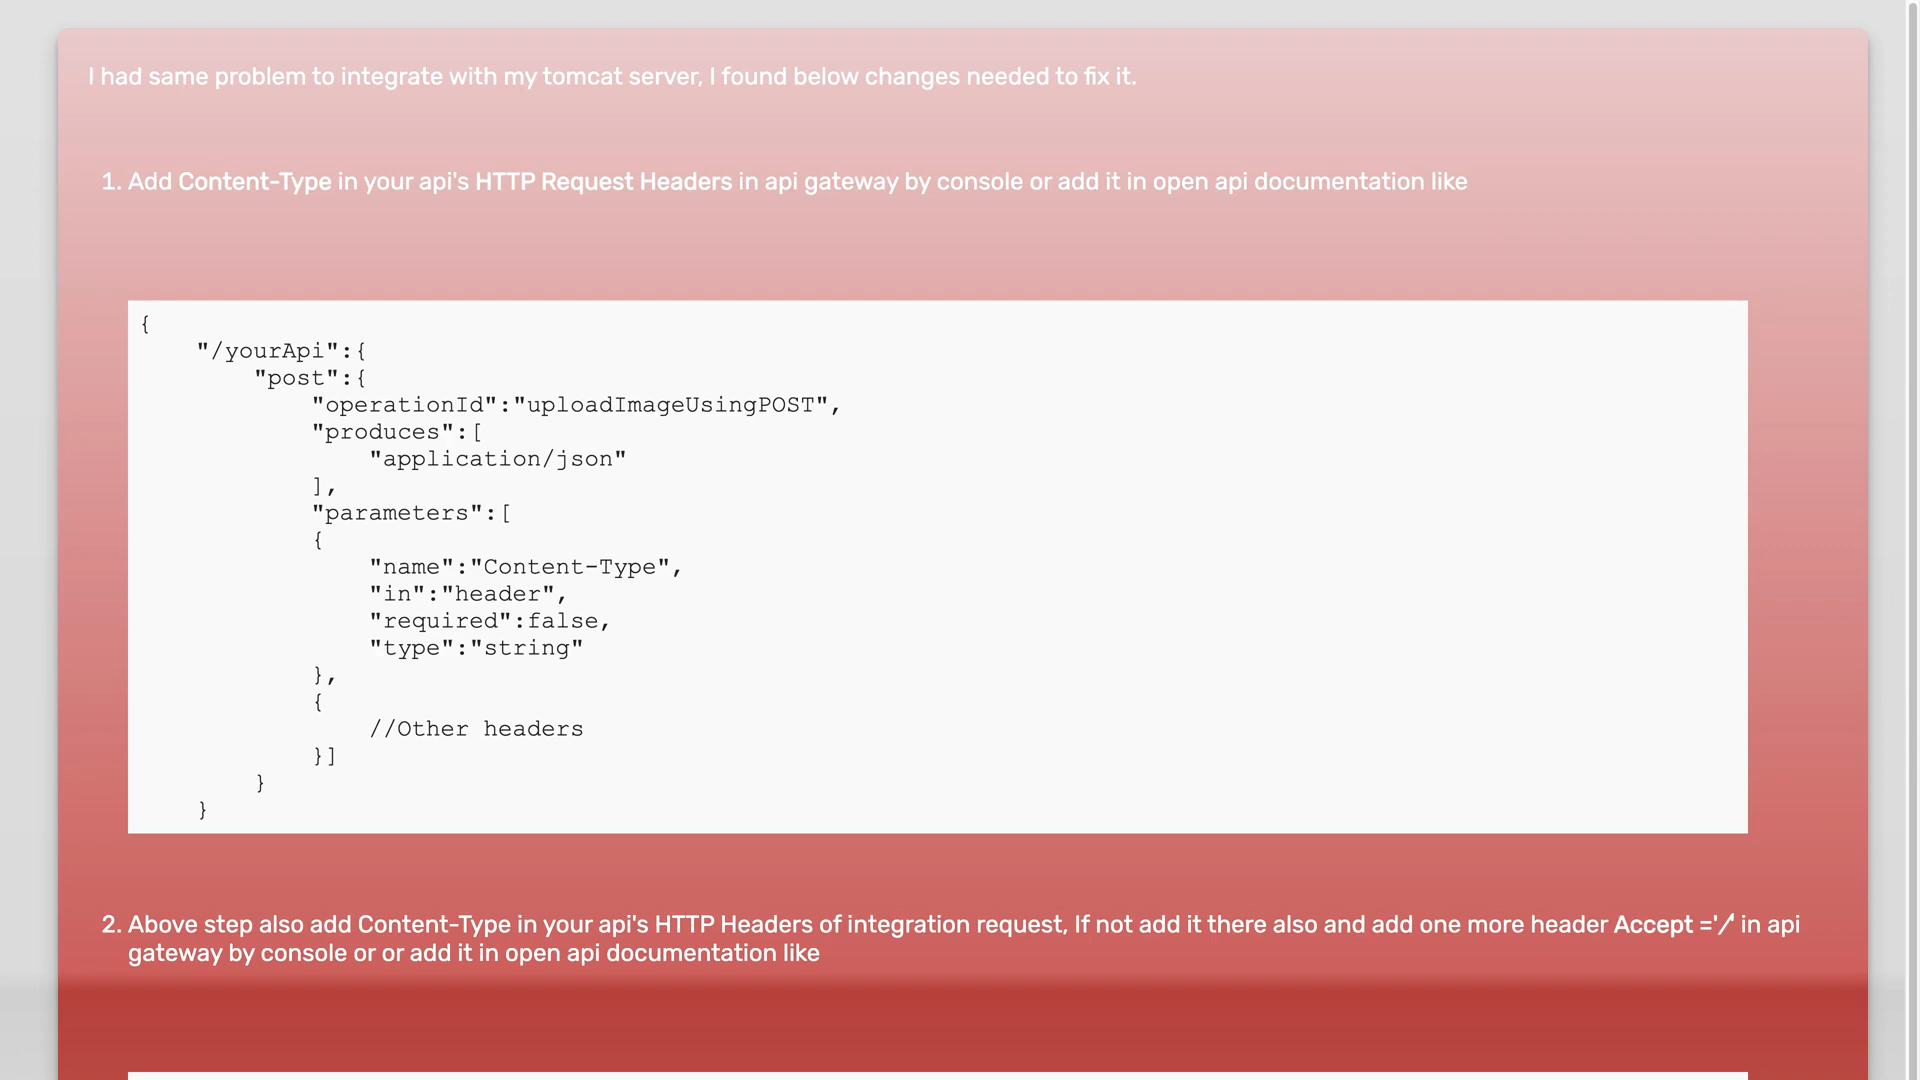 I had same problem to integrate with my tomcat server, I found below changes needed to fix it.
1. Add Content-Type in your api's HTTP Request Headers in api gateway by console or add it in open api documentation like
{
    "/yourApi":{
        "post":{
            "operationId":"uploadImageUsingPOST",
            "produces":[
                "application/json"
            ],
            "parameters":[
            {
                "name":"Content-Type",
                "in":"header",
                "required":false,
                "type":"string"
            },
            {
                //Other headers
            }]
        }
    }
2. Above step also add Content-Type in your api's HTTP Headers of integration request, If not add it there also and add one more header Accept ='/' in api
gateway by console or or add it in open api documentation like